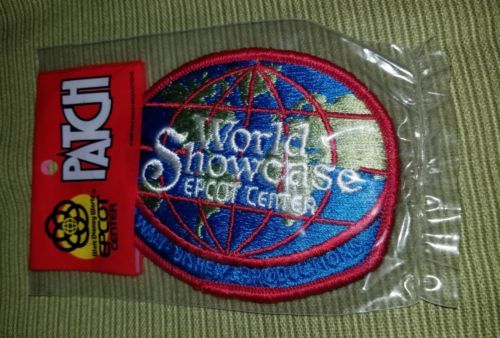 PATCH
Walt Disney World
EPCOT
CENTER
World
Showcase
EPCOT CENTER
WALT DISNEY PRODUCTIONS